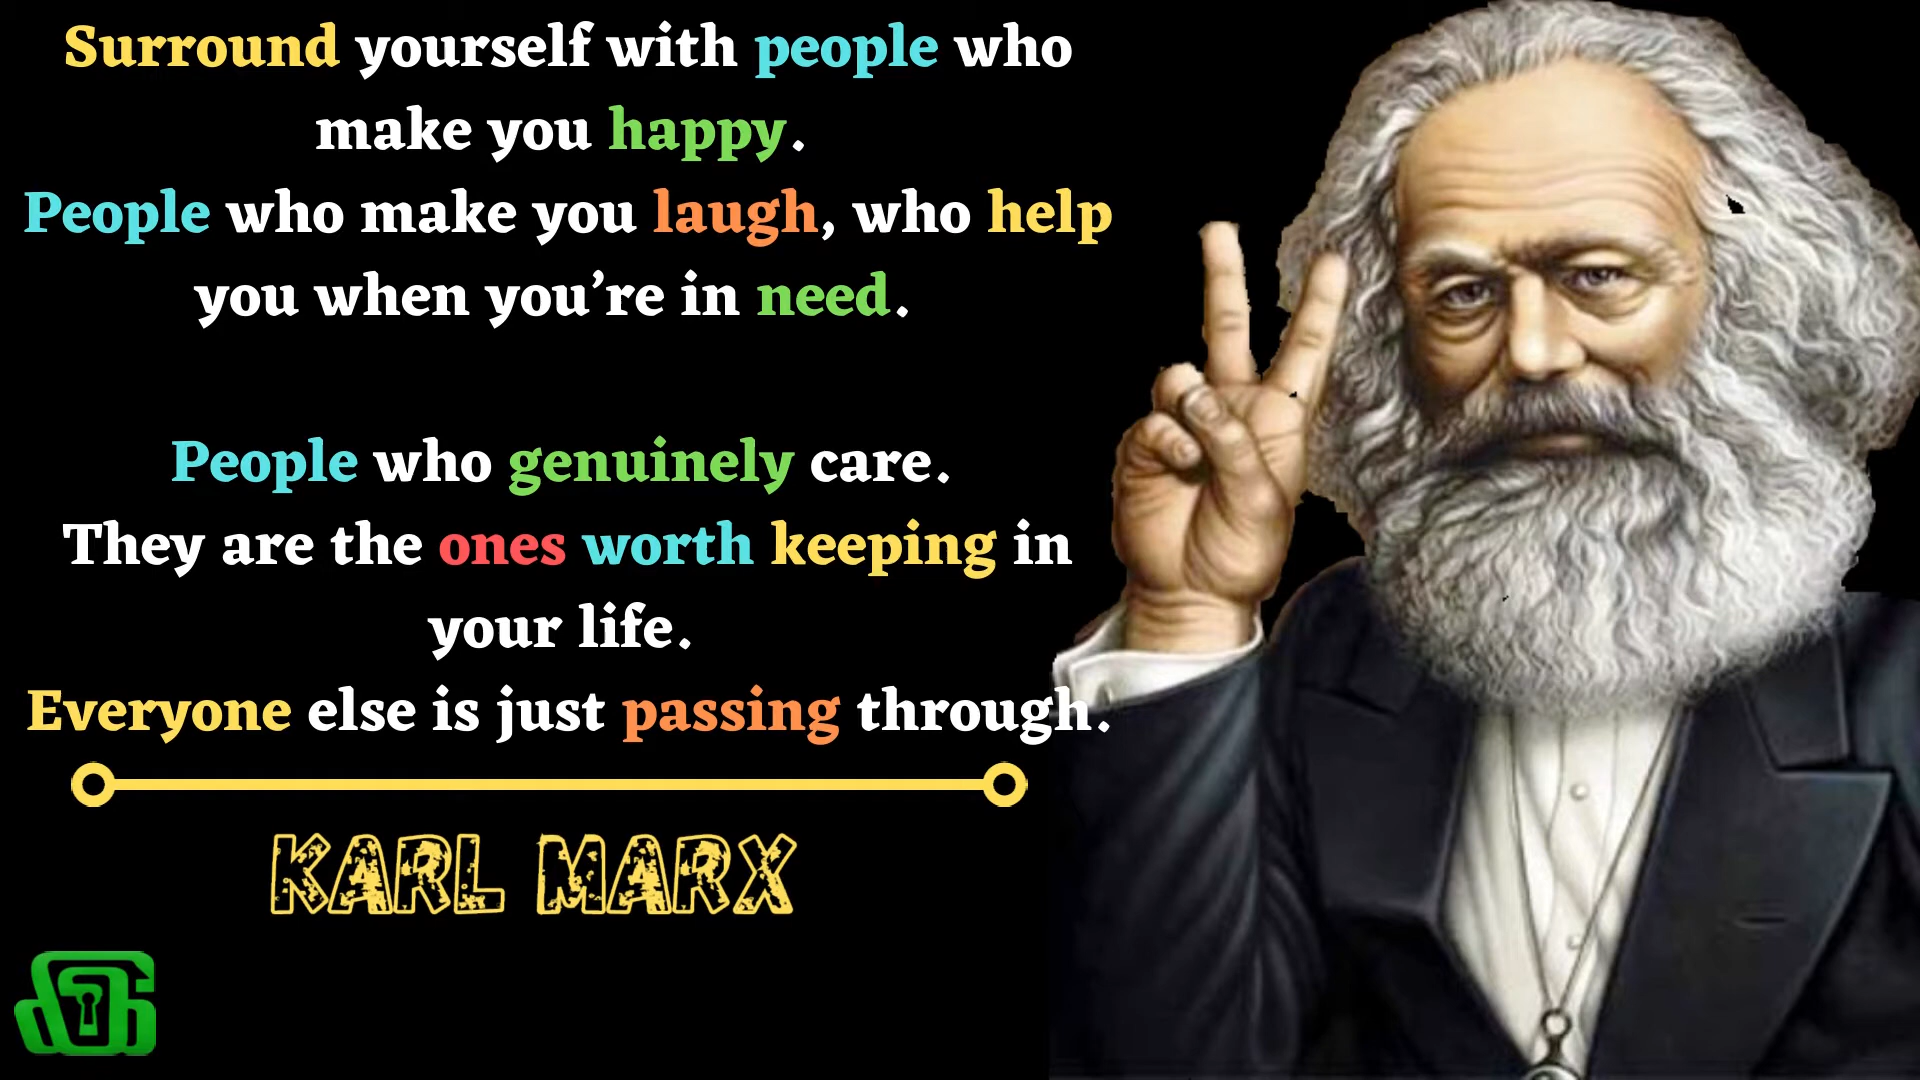 Surround yourself with people who
make you happy.
People who make you laugh, who help
you when you’re in need.
People who genuinely care.
They are the ones worth keeping in
your life.
Everyone else is just passing through.
KARL MARX